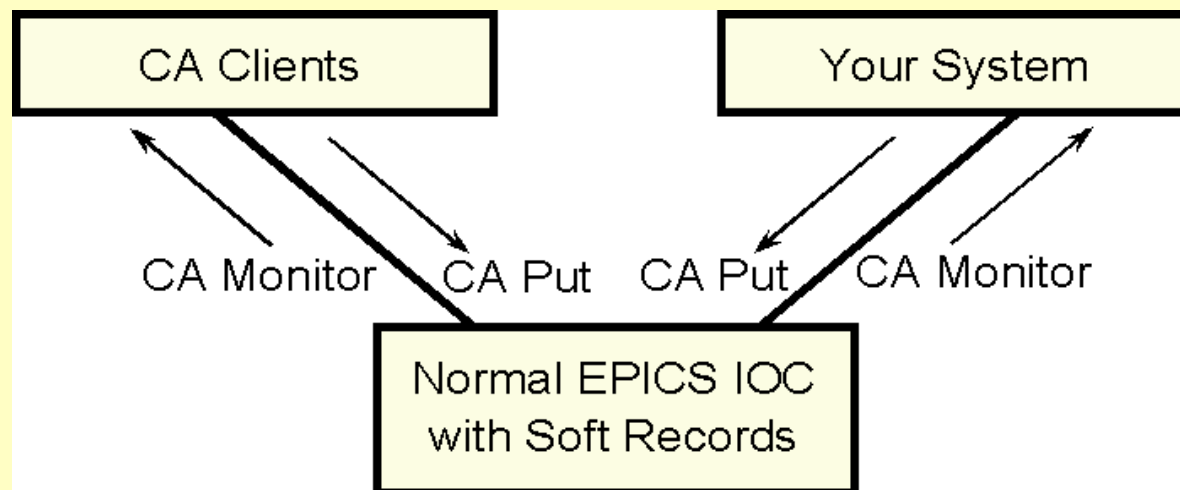 CA Clients
Your System
CA Monitor
CA Put
CA Put
CA Monitor
Normal EPICS IOC
with Soft Records